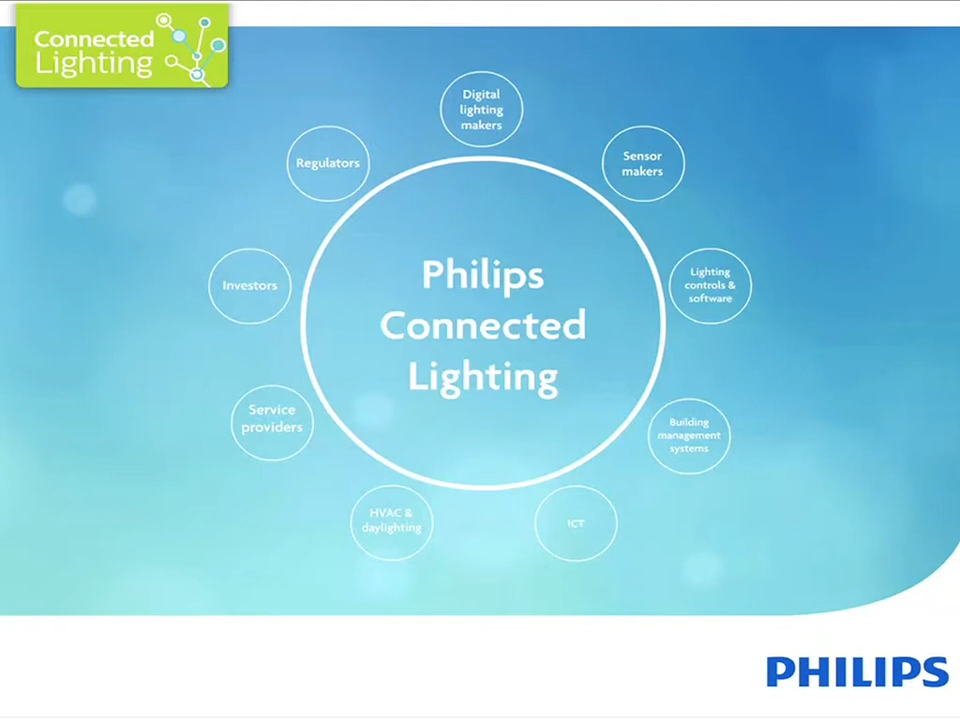 Connected
Lighting
Digital
lighting
makers
Regulators
Sensor
makers
Investors
Lighting
controls &
software
Philips
Connected
Lighting
Service
providers
Building
management
systems
HVAC &
daylighting
ICT
PHILIPS